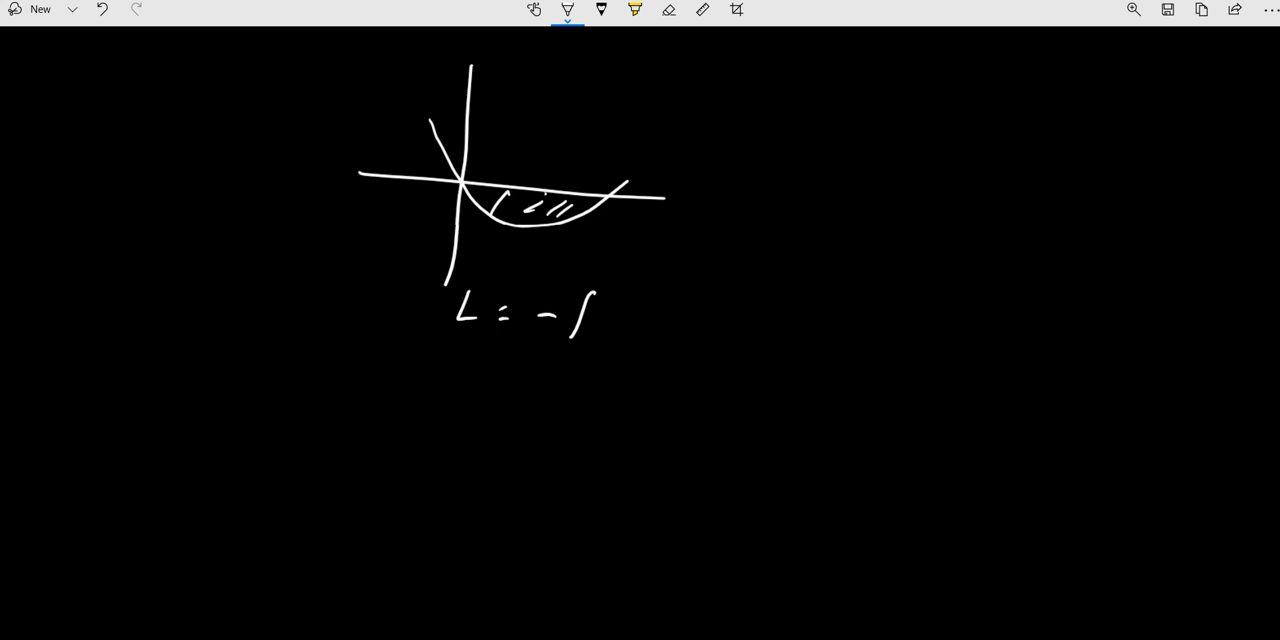 New
L = - ∫